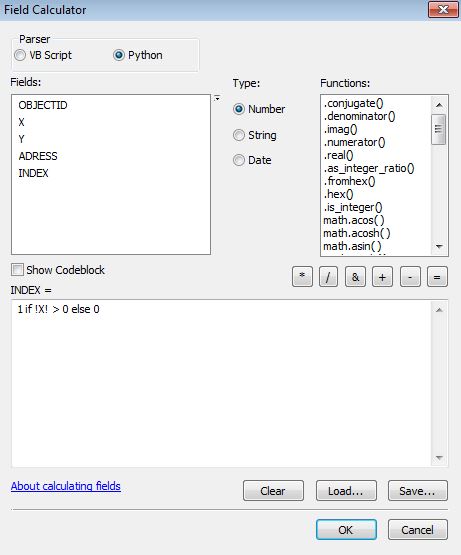 Field Calculator
Parser
VB Script
Python
Fields:
Type:
Functions:
OBJECTID
X
Y
ADRESS
INDEX
Number
String
Date
.conjugate()
.denominator()
.imag()
.numerator()
.real()
.as_integer_ratio()
.fromhex()
.hex()
.is_integer()
math.acos( )
math.acosh( )
math.asin( )
Show Codeblock
* / & + - =
INDEX =
1 if !X! > 0 else 0
About calculating fields
Clear
Load...
Save...
OK
Cancel